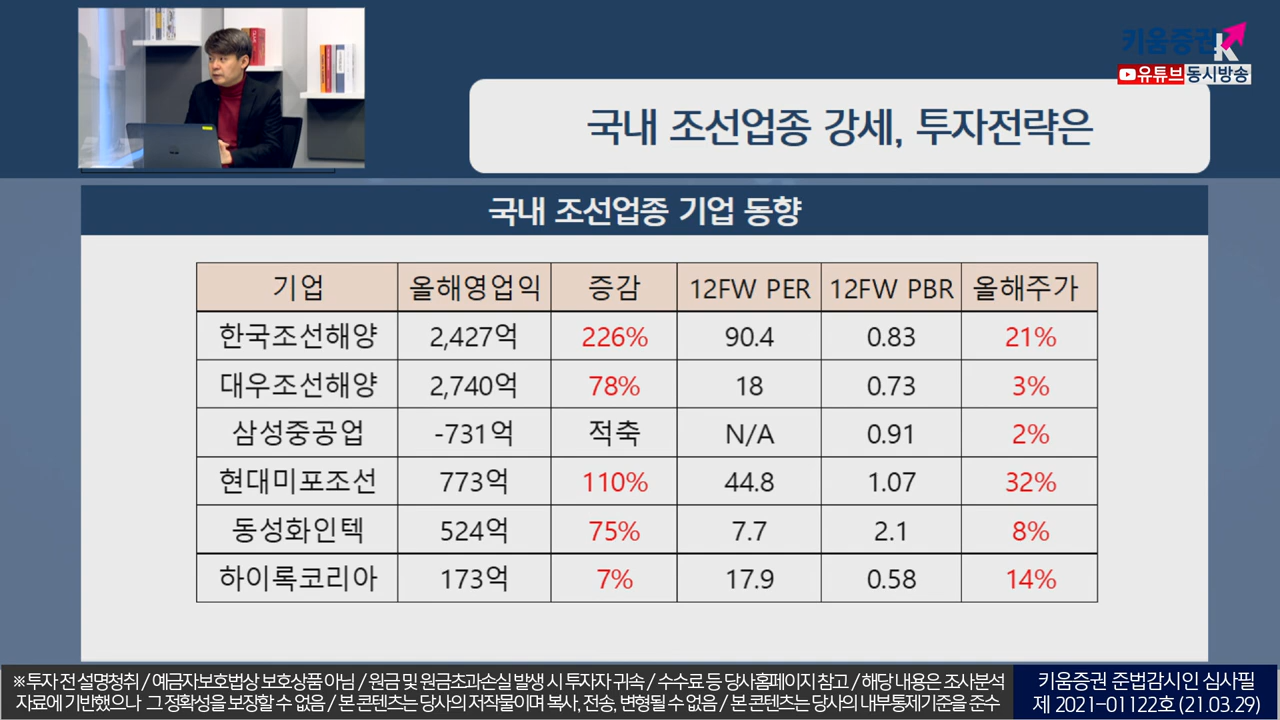 키움증권
유튜브 동시방송
국내 조선업종 강세, 투자전략은
국내 조선업종 기업 동향
기업 올해영업익 증감 12FW PER 12FW PBR 올해주가
한국조선해양 2,427억 226% 90.4 0.83 21%
대우조선해양 2,740억 78% 18 0.73 3%
삼성중공업 -731억 적축 N/A 0.91 2%
현대미포조선 773억 110% 44.8 1.07 32%
동성화인텍 524억 75% 7.7 2.1 8%
하이록코리아 173억 7% 17.9 0.58 14%
※투자 전 설명청취 / 예금자보호법상 보호상품 아님 / 원금 및 원금초과손실 발생 시 투자자 귀속 / 수수료 등 당사홈페이지 참고 / 해당 내용은 조사분석
자료에 기반했으나 그 정확성을 보장할 수 없음 / 본 콘텐츠는 당사의 저작물이며 복사, 전송, 변형될 수 없음 / 본 콘텐츠는 당사의 내부통제기준을 준수
키움증권 준법감시인 심사필
제 2021-01122호 (21.03.29)